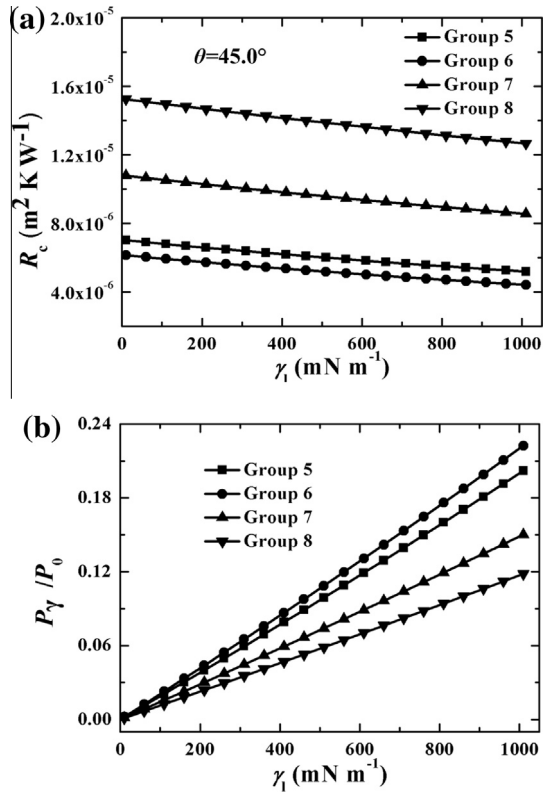 (a)
2.0x10-5
1.6x10-5
1.2x10-5
8.0x10-6
4.0x10-6
Rc (m2 KW-1)
θ=45.0°
Group 5
Group 6
Group 7
Group 8
0 200 400 600 800 1000
γl (mN m-1)
(b)
0.24
0.18
0.12
0.06
0.00
Pγ /P0
Group 5
Group 6
Group 7
Group 8
0 200 400 600 800 1000
γl (mN m-1)